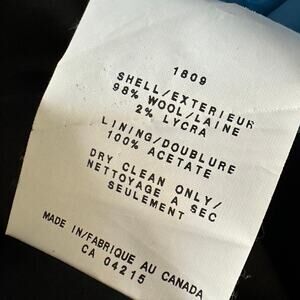 1809
SHELL/EXTERIEUR
98% WOOL/LAINE
2% LYCRA
LINING/DOUBLURE
100% ACETATE
DRY CLEAN ONLY/
NETTOYAGE A SEC
SEULEMENT
MADE IN/FABRIQUE AU CANADA
CA 04215